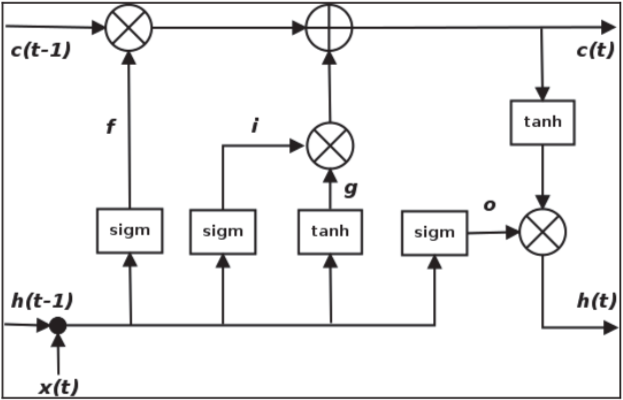 c(t-1)
c(t)
tanh
f
i
g
o
sigm
sigm
tanh
sigm
h(t-1)
h(t)
x(t)